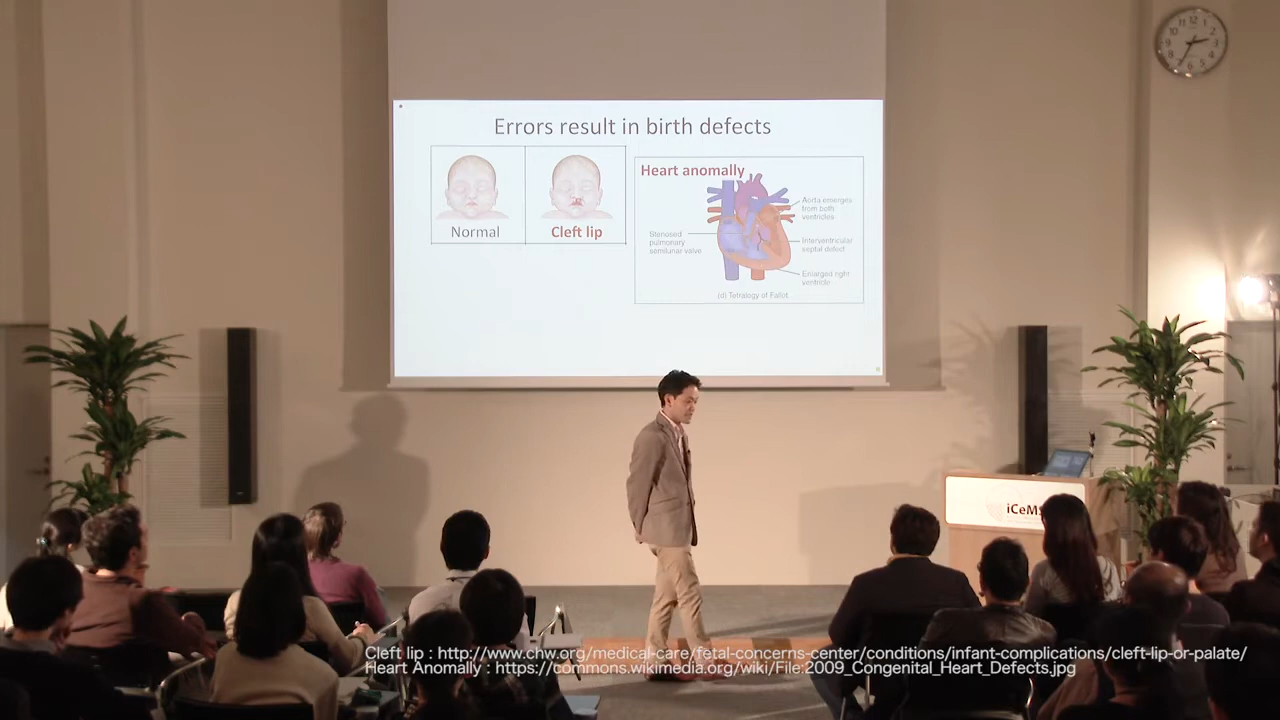 Errors result in birth defects
Normal
Cleft lip
Heart anomally
Aorta emerges
from both
ventricles
Stenosed
pulmonary
semilunar valve
Interventricular
septal defect
Enlarged right
ventricle
(d) Tetralogy of Fallot
iCeMS
Cleft lip : http://www.chw.org/medical-care/fetal-concerns-center/conditions/infant-complications/cleft-lip-or-palate/
Heart Anomally : https://commons.wikimedia.org/wiki/File:2009_Congenital_Heart_Defects.jpg